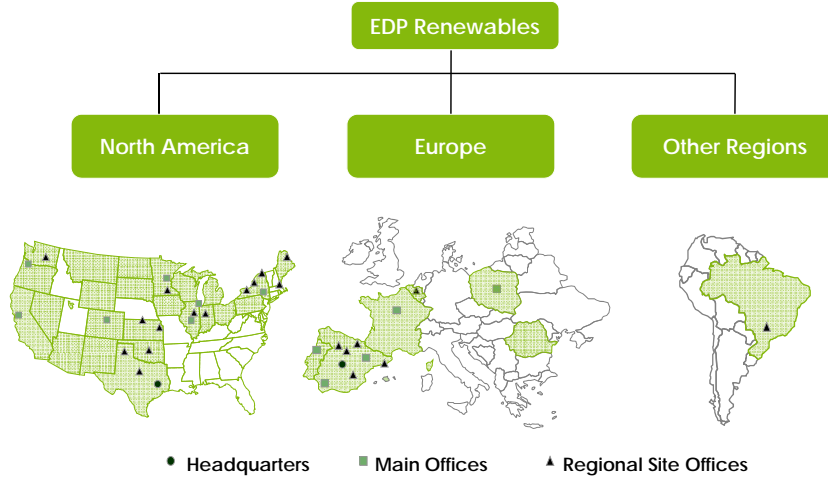 EDP Renewables
North America
Europe
Other Regions
Headquarters
Main Offices
Regional Site Offices